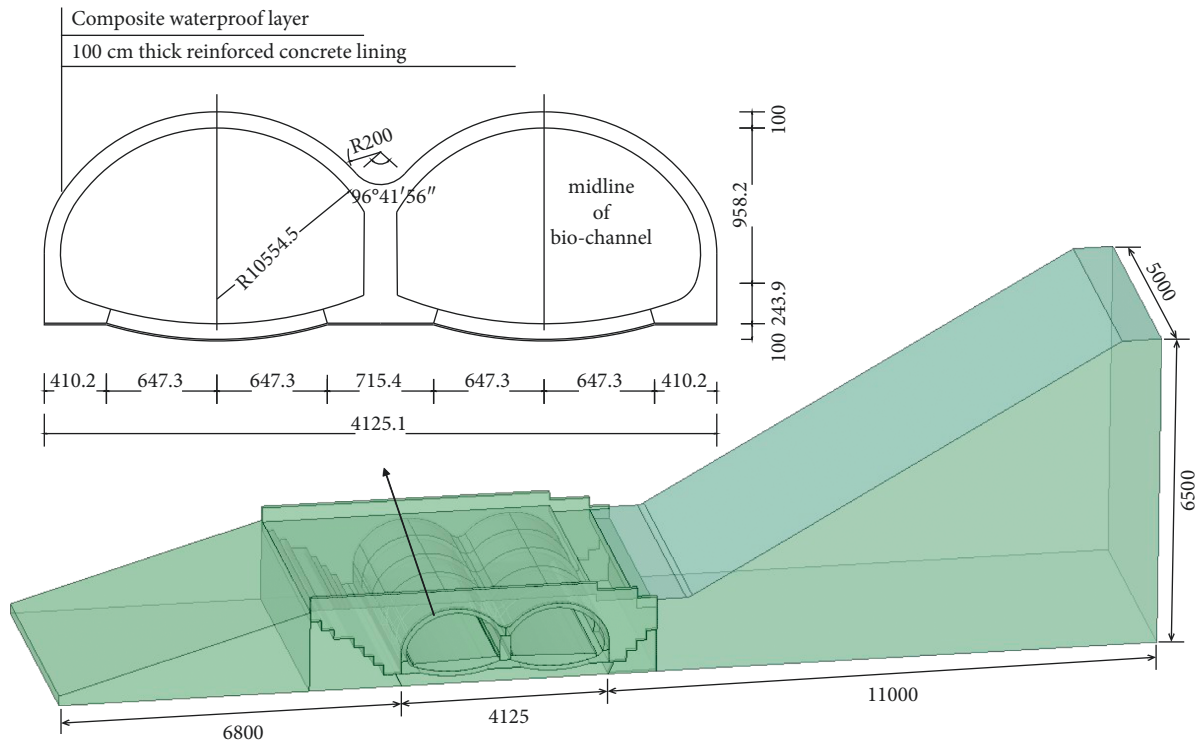 Composite waterproof layer
100 cm thick reinforced concrete lining
R200
96°41′56″
R10554.5
midline
of
bio-channel
100
958.2
243.9
100
410.2
647.3
647.3
715.4
647.3
647.3
410.2
4125.1
5000
6500
11000
4125
6800